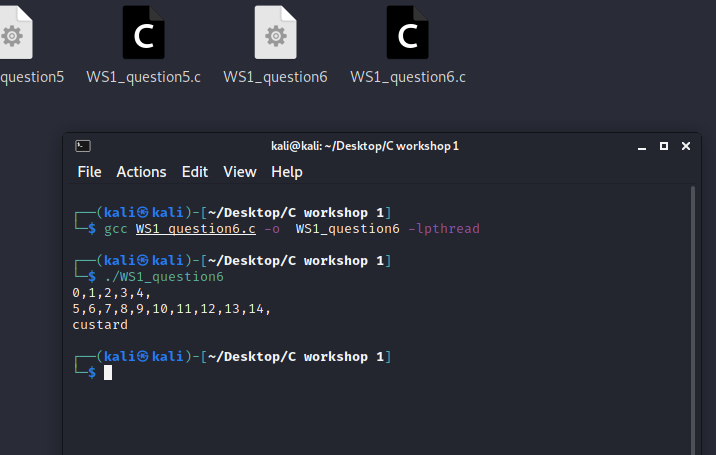 question5 WS1_question5.c WS1_question6 WS1_question6.c
kali@kali: ~/Desktop/C workshop 1
File Actions Edit View Help
┌──(kali㉿kali)-[~/Desktop/C workshop 1]
└─$ gcc WS1_question6.c -o  WS1_question6 -lpthread
┌──(kali㉿kali)-[~/Desktop/C workshop 1]
└─$ ./WS1_question6
0,1,2,3,4,
5,6,7,8,9,10,11,12,13,14,
custard
┌──(kali㉿kali)-[~/Desktop/C workshop 1]
└─$